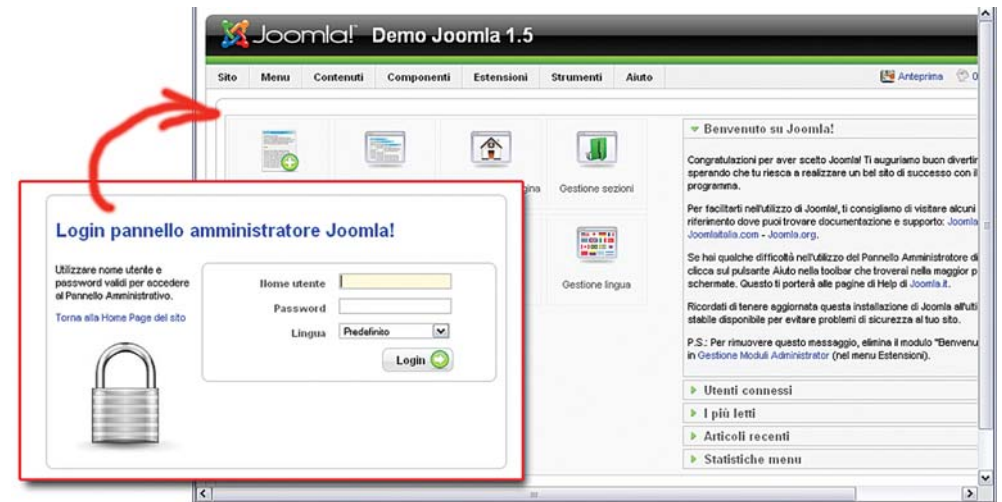 Joomla! Demo Joomla 1.5
Sito Menu Contenuti Componenti Estensioni Strumenti Aiuto Anteprima 0
Gestione sezioni
Gestione lingua
Login pannello amministratore Joomla!
Utilizzare nome utente e
password validi per accedere
al Pannello Amministrativo.
Torna alla Home Page del sito
Nome utente
Password
Lingua Predefinito
Login
Benvenuto su Joomla!
Congratulazioni per aver scelto Joomla! Ti auguriamo buon
sperando che tu riesca a realizzare un bel sito di successo con il
programma.
Per facilitarti nell'utilizzo di Joomla!, ti consigliamo di visitare alcuni
riferimento dove puoi trovare documentazione e supporto: Joomla
Joomlaitalia.com - Joomla.org.
Se hai qualche difficoltà nell'utilizzo del Pannello Amministratore di
clicca sul pulsante Aiuto nella toolbar che troverai nella maggior p
schermate. Questo ti porterà alle pagine di Help di Joomla.it.
Ricordati di tenere aggiornata questa installazione di Joomla all'ulti
stabile disponibile per evitare problemi di sicurezza al tuo sito.
P.S.: Per rimuovere questo messaggio, elimina il modulo "Benvenu
in Gestione Moduli Administrator (nel menu Estensioni).
Utenti connessi
I più letti
Articoli recenti
Statistiche menu